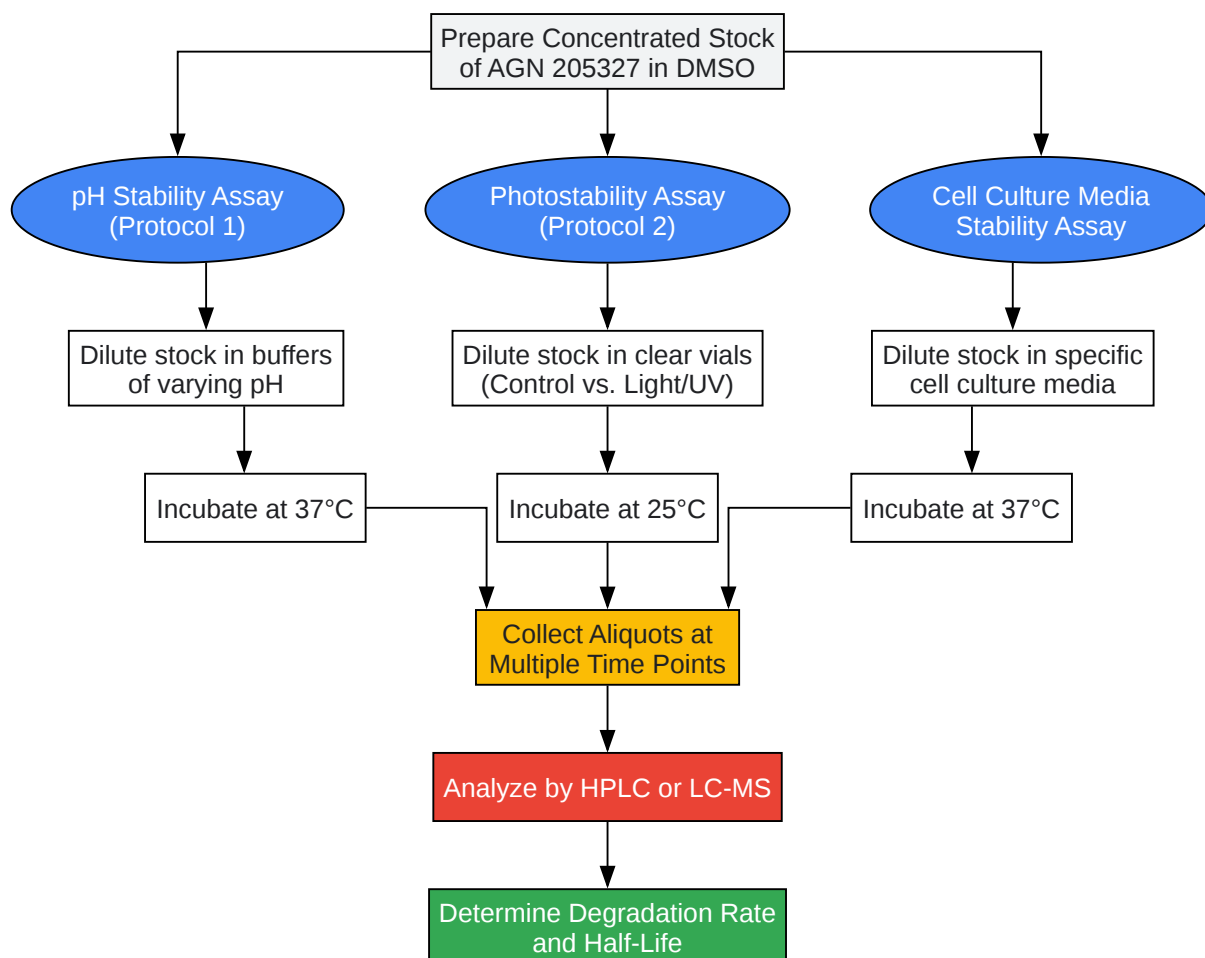 Prepare Concentrated Stock
of AGN 205327 in DMSO
pH Stability Assay
(Protocol 1)
Photostability Assay
(Protocol 2)
Cell Culture Media
Stability Assay
Dilute stock in buffers
of varying pH
Dilute stock in clear vials
(Control vs. Light/UV)
Dilute stock in specific
cell culture media
Incubate at 37°C
Incubate at 25°C
Incubate at 37°C
Collect Aliquots at
Multiple Time Points
Analyze by HPLC or LC-MS
Determine Degradation Rate
and Half-Life